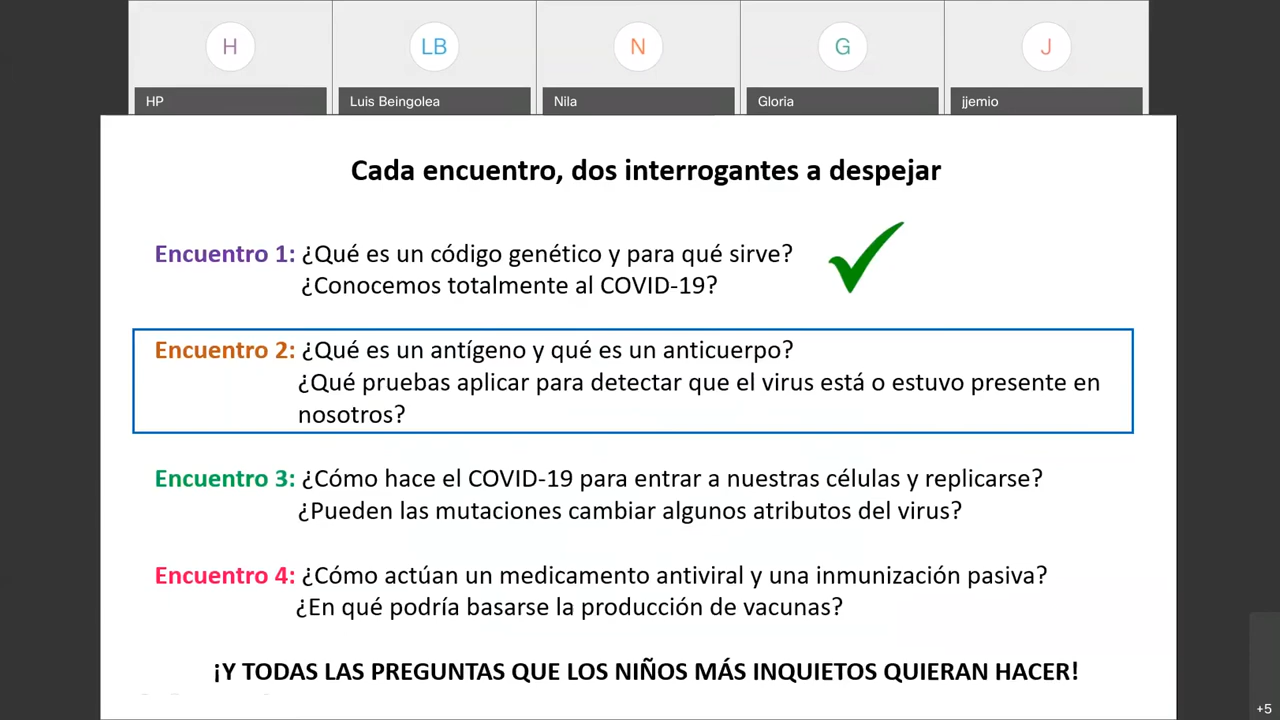 H
LB
N
G
J
HP
Luis Beingolea
Nila
Gloria
jjemio
Cada encuentro, dos interrogantes a despejar
Encuentro 1: ¿Qué es un código genético y para qué sirve?
¿Conocemos totalmente al COVID-19?
Encuentro 2: ¿Qué es un antígeno y qué es un anticuerpo?
¿Qué pruebas aplicar para detectar que el virus está o estuvo presente en
nosotros?
Encuentro 3: ¿Cómo hace el COVID-19 para entrar a nuestras células y replicarse?
¿Pueden las mutaciones cambiar algunos atributos del virus?
Encuentro 4: ¿Cómo actúan un medicamento antiviral y una inmunización pasiva?
¿En qué podría basarse la producción de vacunas?
¡Y TODAS LAS PREGUNTAS QUE LOS NIÑOS MÁS INQUIETOS QUIERAN HACER!
+5